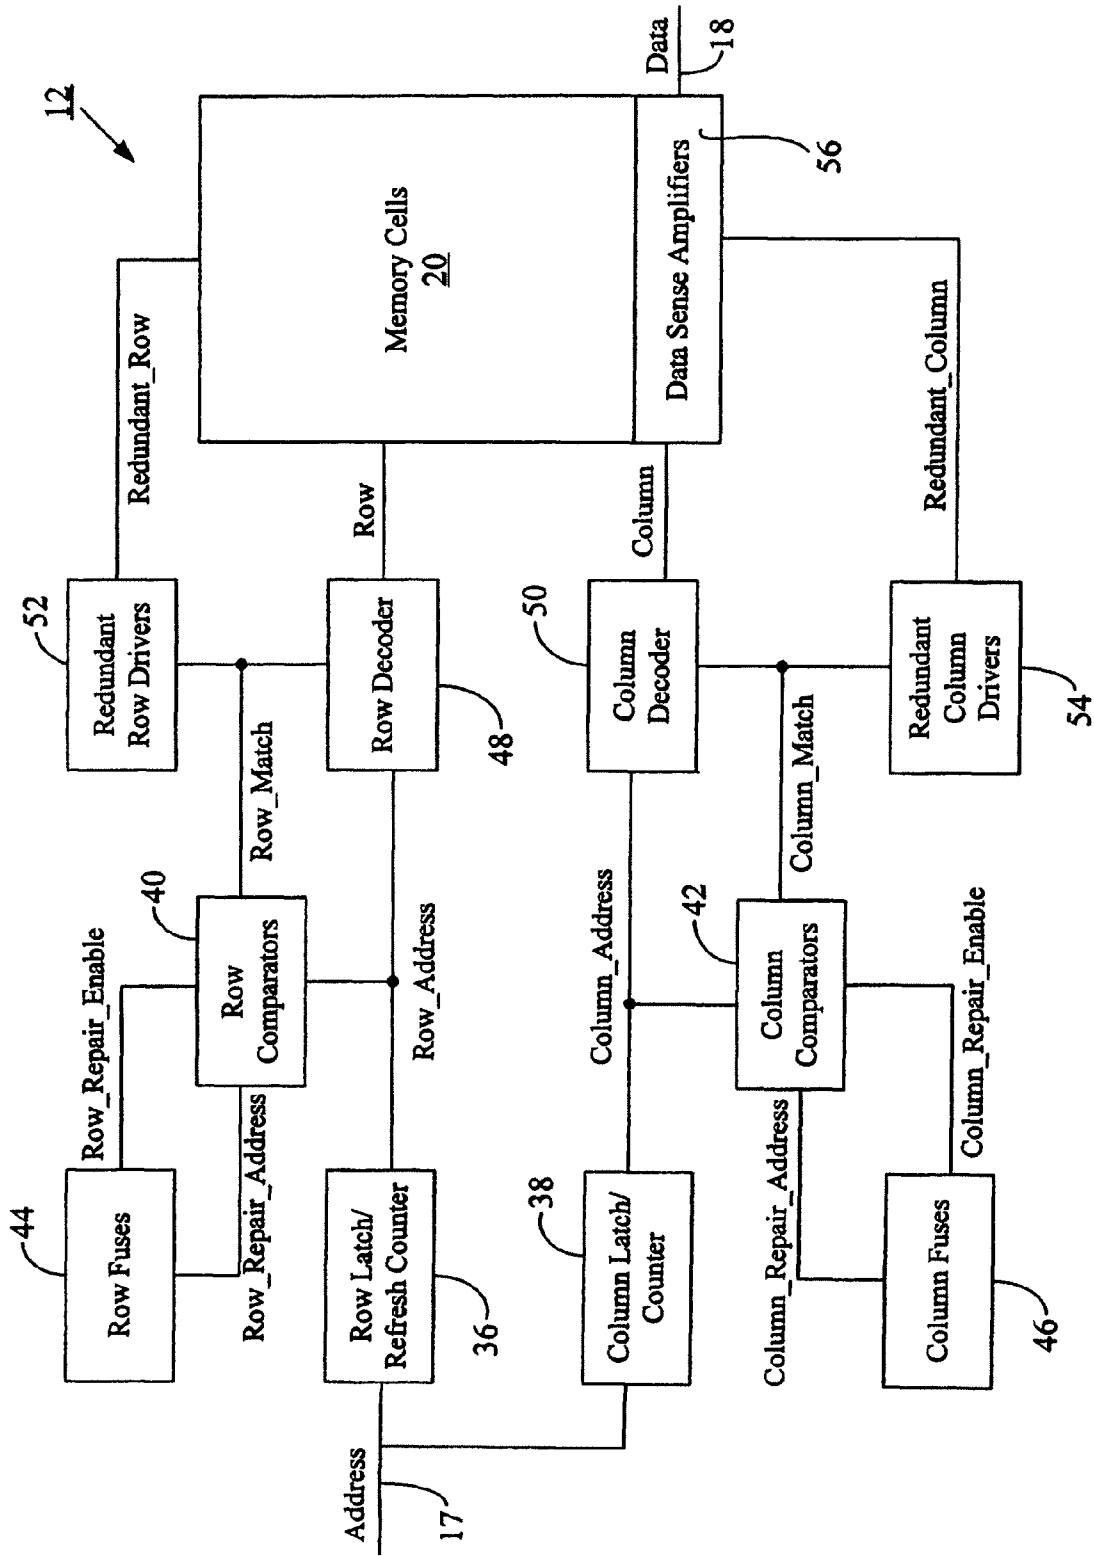 12
52
Redundant
Row Drivers
Redundant_Row
44
Row Fuses
Row_Repair_Enable
Row_Repair_Address
40
Row
Comparators
Row_Match
Row Decoder
48
Row
Memory Cells
20
Address
17
Row Latch/
Refresh Counter
36
Row_Address
38
Column Latch/
Counter
Column_Address
50
Column
Decoder
Column
Data Sense Amplifiers
56
Data
18
42
Column
Comparators
Column_Match
Column_Repair_Address
Column_Repair_Enable
Column Fuses
46
Redundant
Column
Drivers
54
Redundant_Column